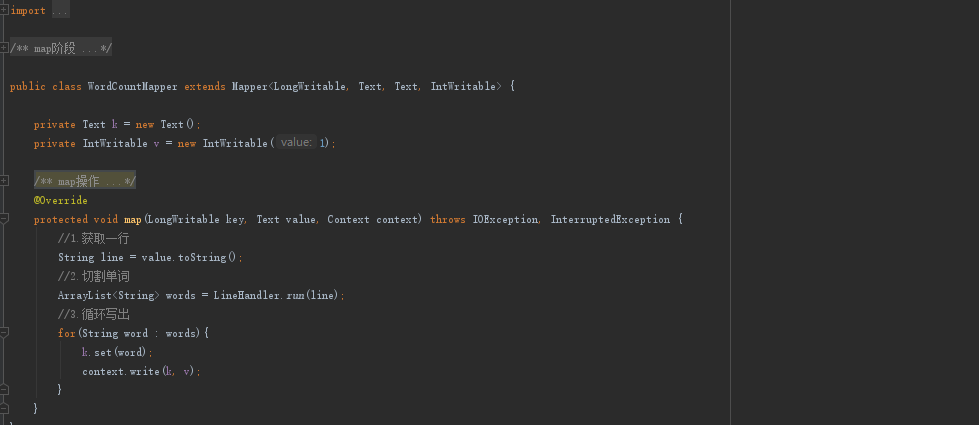 import ...
/** map阶段 ...*/
public class WordCountMapper extends Mapper<LongWritable, Text, Text, IntWritable> {
private Text k = new Text();
private IntWritable v = new IntWritable( value: 1);
/** map操作 ...*/
@Override
protected void map(LongWritable key, Text value, Context context) throws IOException, InterruptedException {
//1.获取一行
String line = value.toString();
//2.切割单词
ArrayList<String> words = LineHandler.run(line);
//3.循环写出
for(String word : words){
k.set(word);
context.write(k, v);
}
}